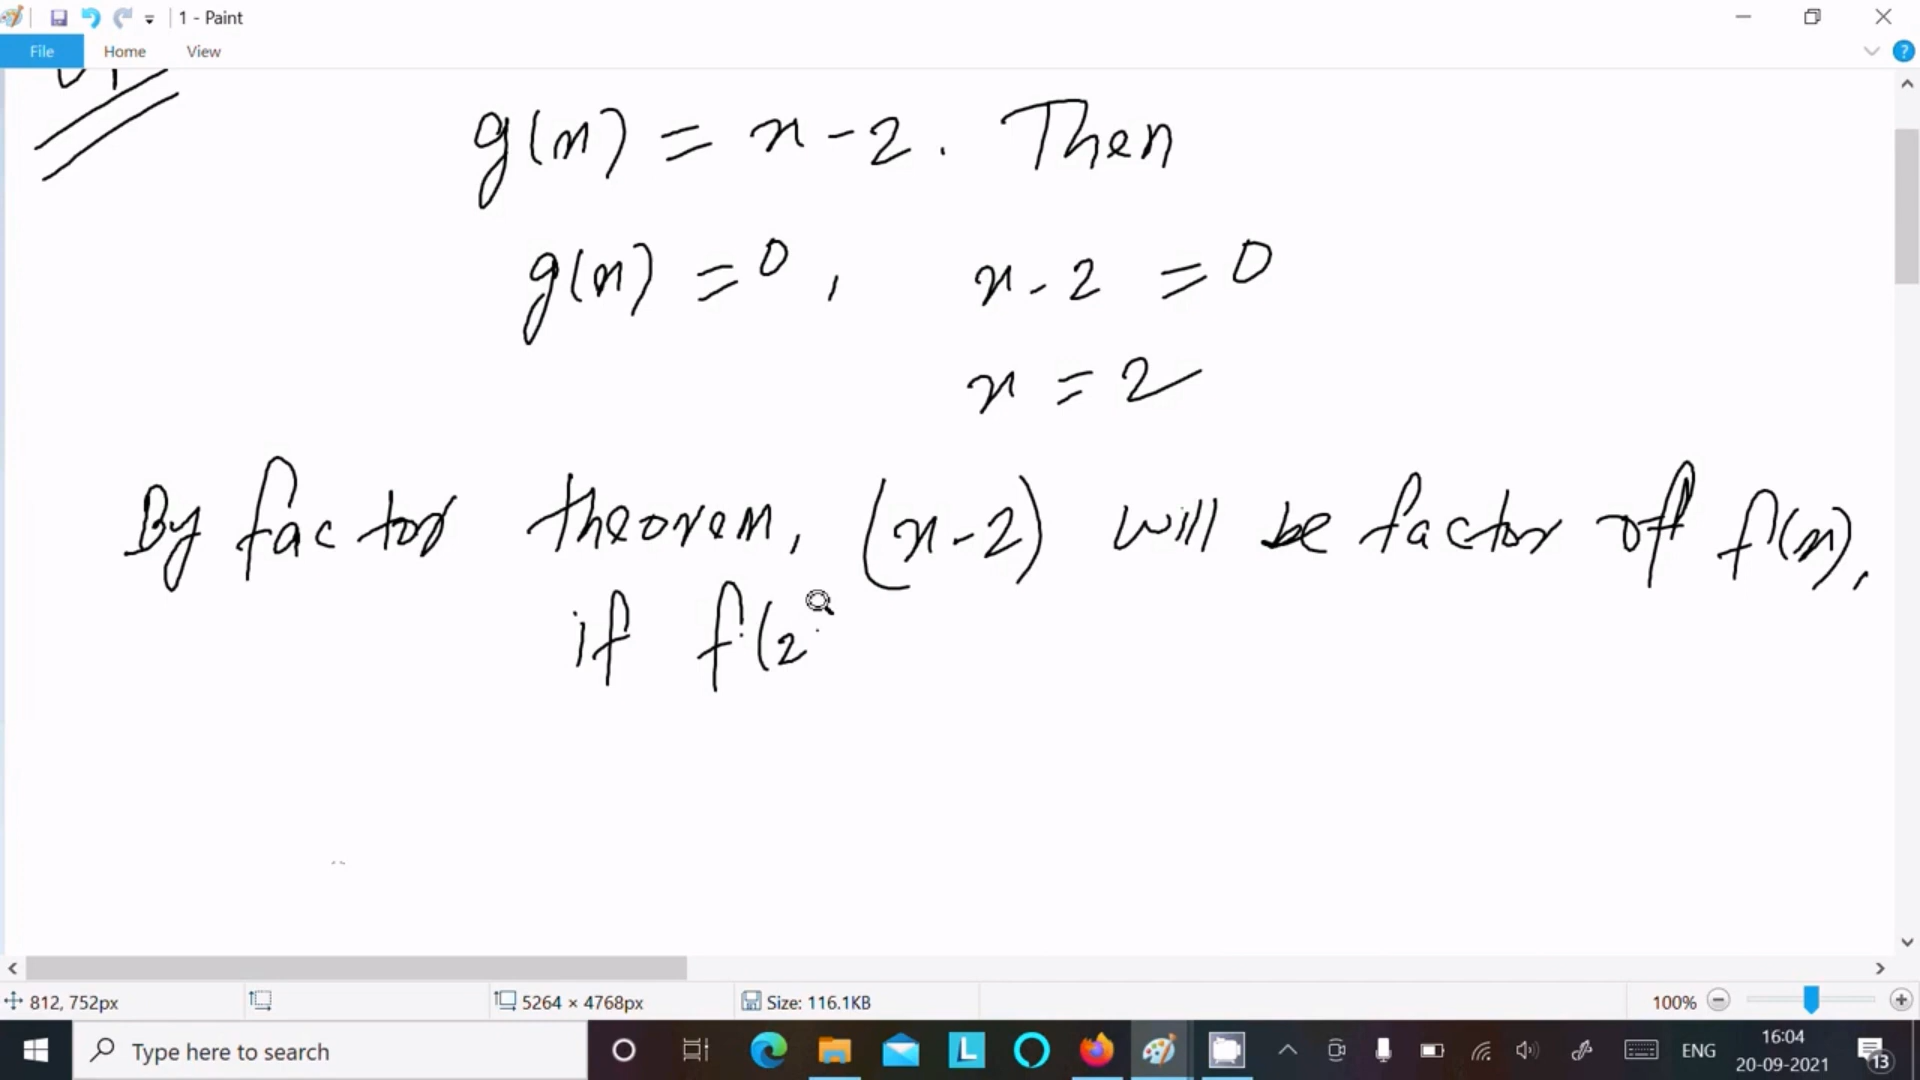 1 - Paint
File Home View
g(x) = x - 2. Then
g(x) = 0, x - 2 = 0
x = 2
By factor theorem, (x-2) will be factor off f(x),
if f(2
812, 752px 5264 × 4768px Size: 116.1KB 100%
Type here to search L ENG 16:04
20-09-2021 13